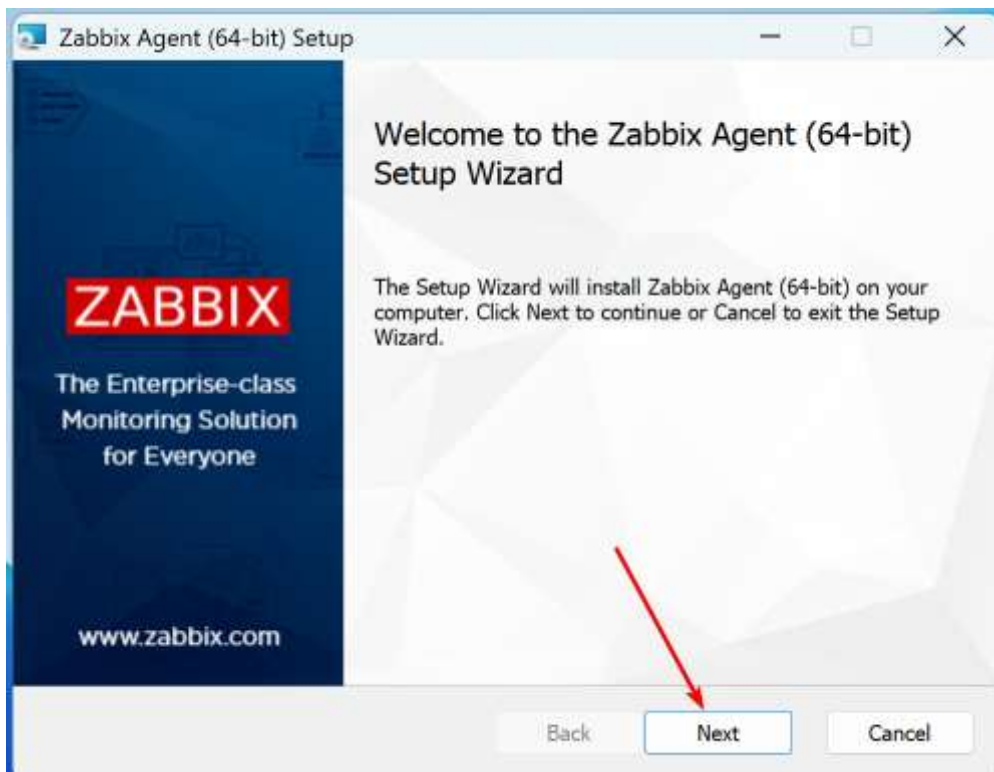 Zabbix Agent (64-bit) Setup
Welcome to the Zabbix Agent (64-bit)
Setup Wizard
The Setup Wizard will install Zabbix Agent (64-bit) on your
computer. Click Next to continue or Cancel to exit the Setup
Wizard.
ZABBIX
The Enterprise-class
Monitoring Solution
for Everyone
www.zabbix.com
Back
Next
Cancel